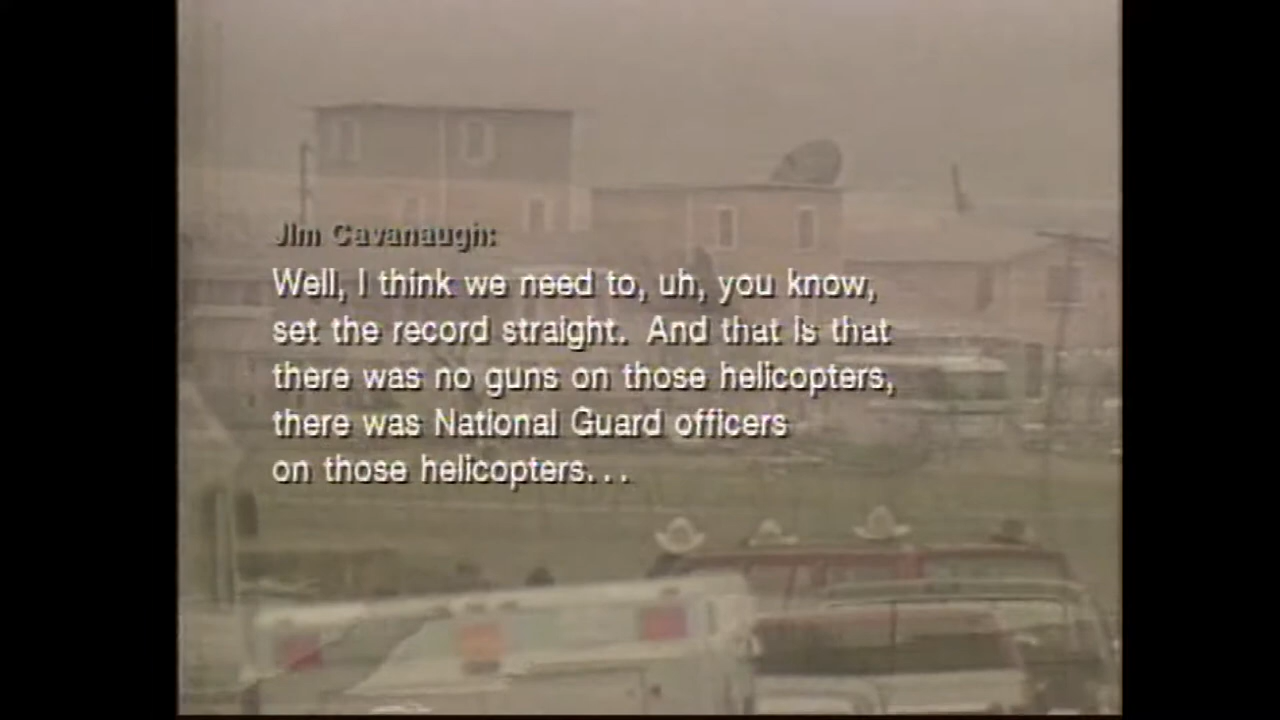 Jim Cavanaugh:
Well, I think we need to, uh, you know,
set the record straight. And that is that
there was no guns on those helicopters,
there was National Guard officers
on those helicopters...